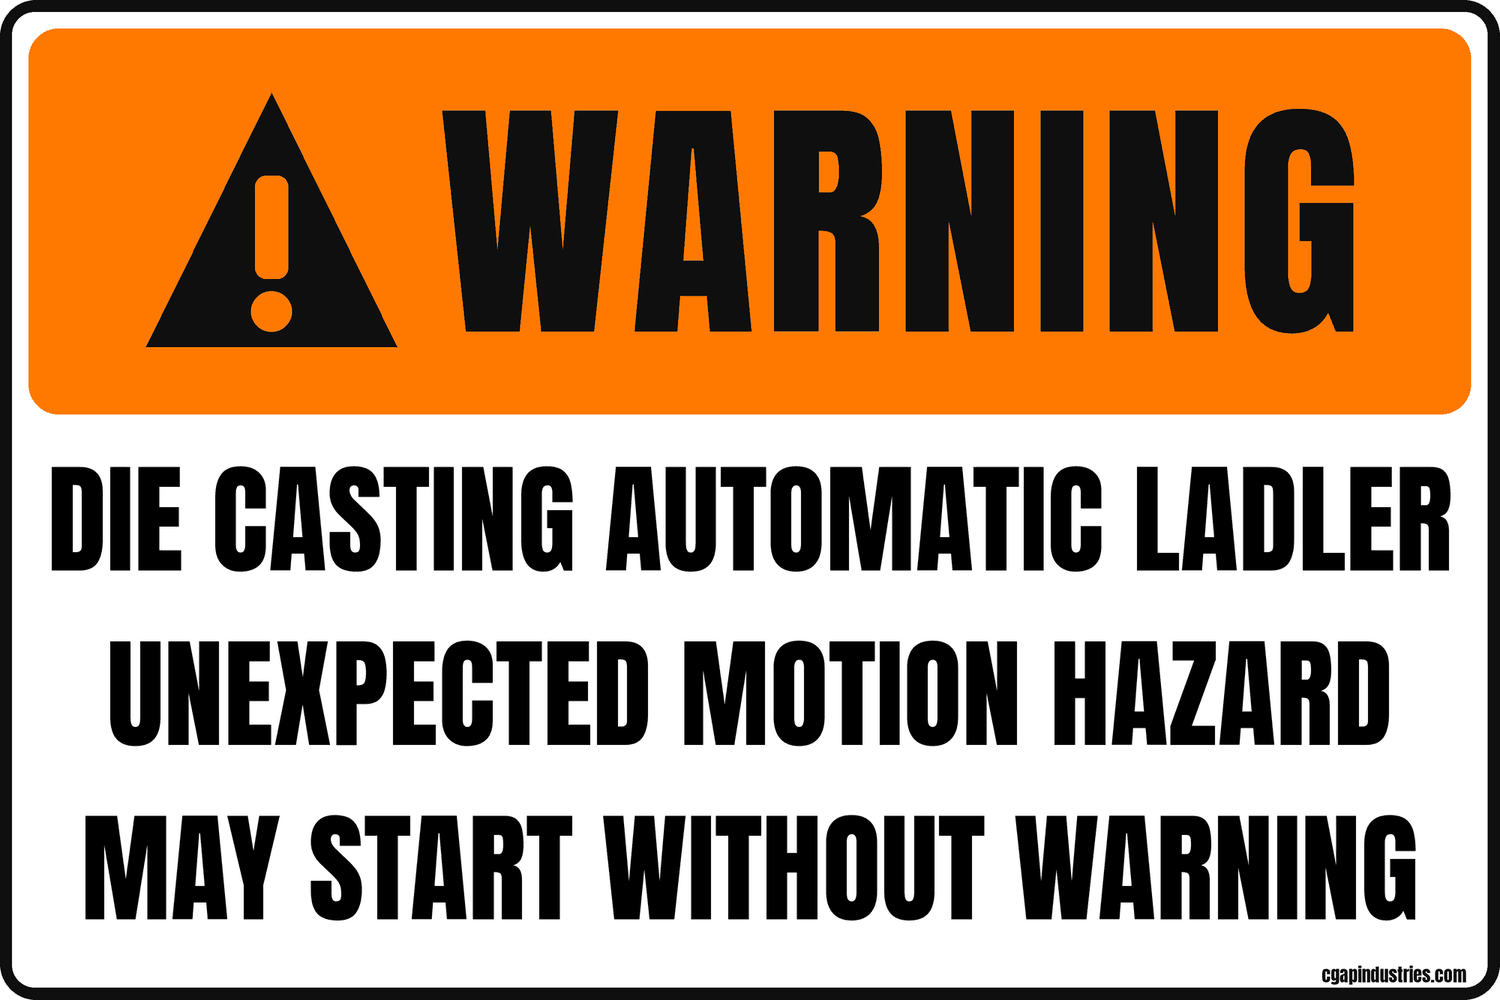 WARNING
DIE CASTING AUTOMATIC LADLER
UNEXPECTED MOTION HAZARD
MAY START WITHOUT WARNING
cgapindustries.com